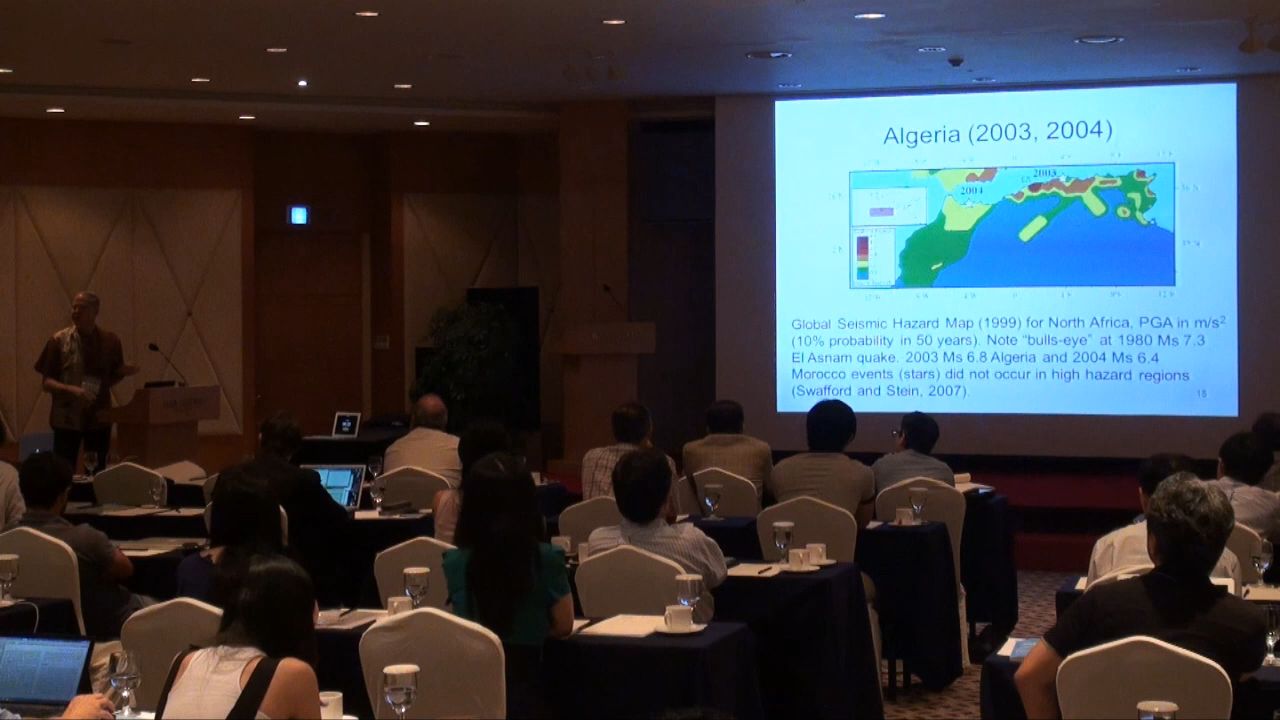 Algeria (2003, 2004)
2003
2004
Global Seismic Hazard Map (1999) for North Africa, PGA in m/s²
(10% probability in 50 years). Note “bulls-eye” at 1980 Ms 7.3
El Asnam quake. 2003 Ms 6.8 Algeria and 2004 Ms 6.4
Morocco events (stars) did not occur in high hazard regions
(Swafford and Stein, 2007).
15